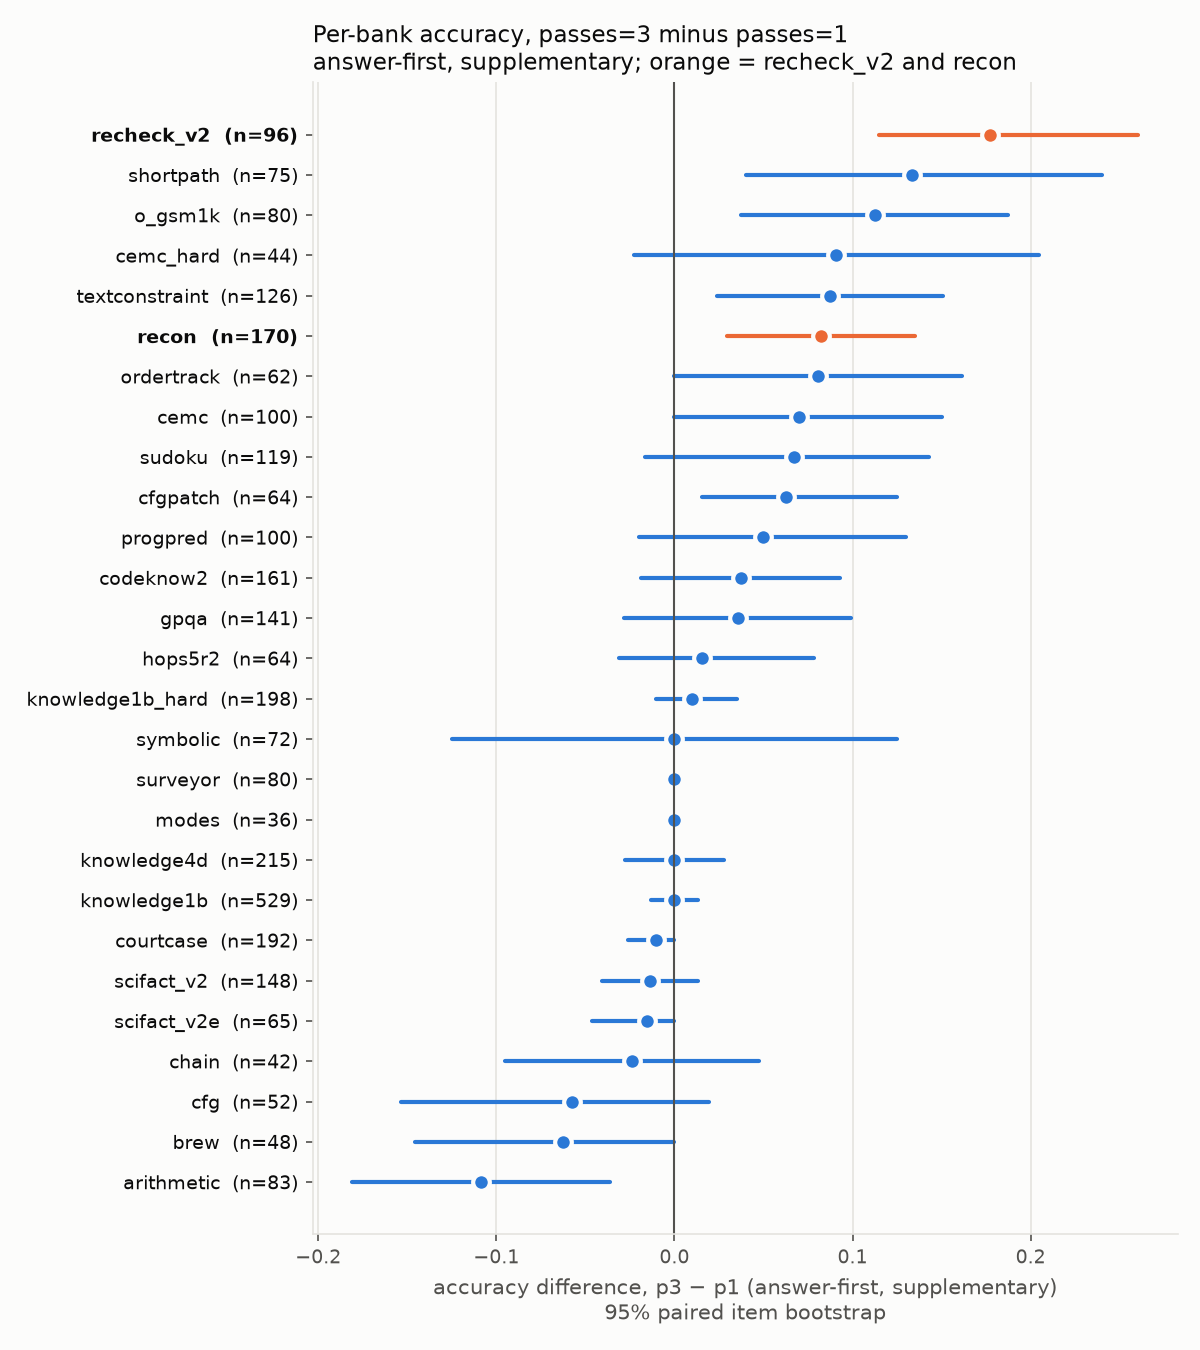 Per-bank accuracy, passes=3 minus passes=1
answer-first, supplementary; orange = recheck_v2 and recon
recheck_v2 (n=96)
shortpath (n=75)
o_gsm1k (n=80)
cemc_hard (n=44)
textconstraint (n=126)
recon (n=170)
ordertrack (n=62)
cemc (n=100)
sudoku (n=119)
cfgpatch (n=64)
progpred (n=100)
codeknow2 (n=161)
gpqa (n=141)
hops5r2 (n=64)
knowledge1b_hard (n=198)
symbolic (n=72)
surveyor (n=80)
modes (n=36)
knowledge4d (n=215)
knowledge1b (n=529)
courtcase (n=192)
scifact_v2 (n=148)
scifact_v2e (n=65)
chain (n=42)
cfg (n=52)
brew (n=48)
arithmetic (n=83)
−0.2 −0.1 0.0 0.1 0.2
accuracy difference, p3 − p1 (answer-first, supplementary)
95% paired item bootstrap